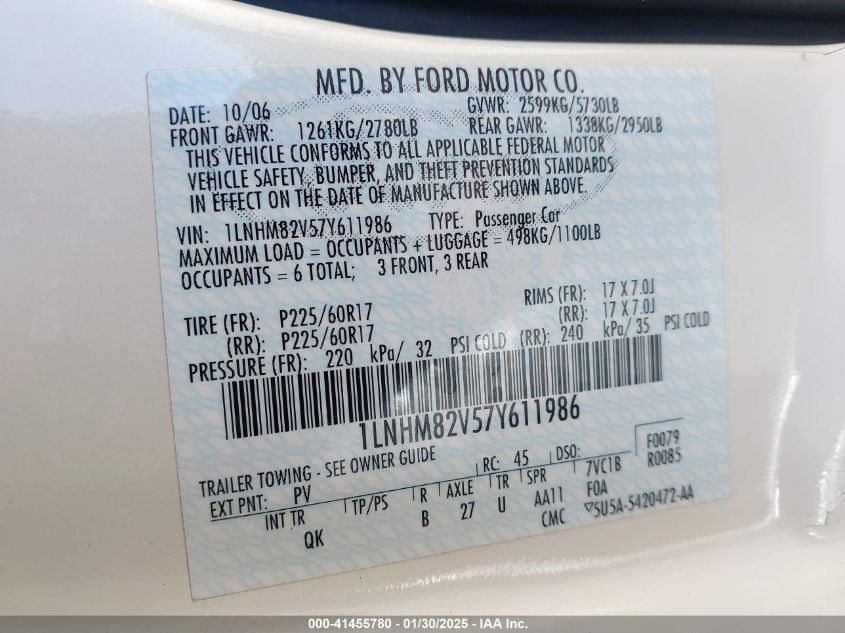 MFD. BY FORD MOTOR CO.
DATE: 10/06 GVWR: 2599KG/5730LB
FRONT GAWR: 1261KG/2780LB REAR GAWR: 1338KG/2950LB
THIS VEHICLE CONFORMS TO ALL APPLICABLE FEDERAL MOTOR
VEHICLE SAFETY, BUMPER, AND THEFT PREVENTION STANDARDS
IN EFFECT ON THE DATE OF MANUFACTURE SHOWN ABOVE.
VIN: 1LNHM82V57Y611986 TYPE: Passenger Car
MAXIMUM LOAD = OCCUPANTS + LUGGAGE = 498KG/1100LB
OCCUPANTS = 6 TOTAL; 3 FRONT, 3 REAR
TIRE (FR): P225/60R17 RIMS (FR): 17 X 7.0J
(RR): P225/60R17 (RR): 17 X 7.0J
PRESSURE (FR): 220 kPa/ 32 PSI COLD (RR): 240 kPa/ 35 PSI COLD
1LNHM82V57Y611986
TRAILER TOWING - SEE OWNER GUIDE F0079
EXT PNT: PV RC: 45 DSO: 7VC1B R0085
INT TR TP/PS R AXLE TR SPR F0A
QK B 27 U AA11 CMC ▽5U5A-5420472-AA
000-41455780 - 01/30/2025 - IAA Inc.